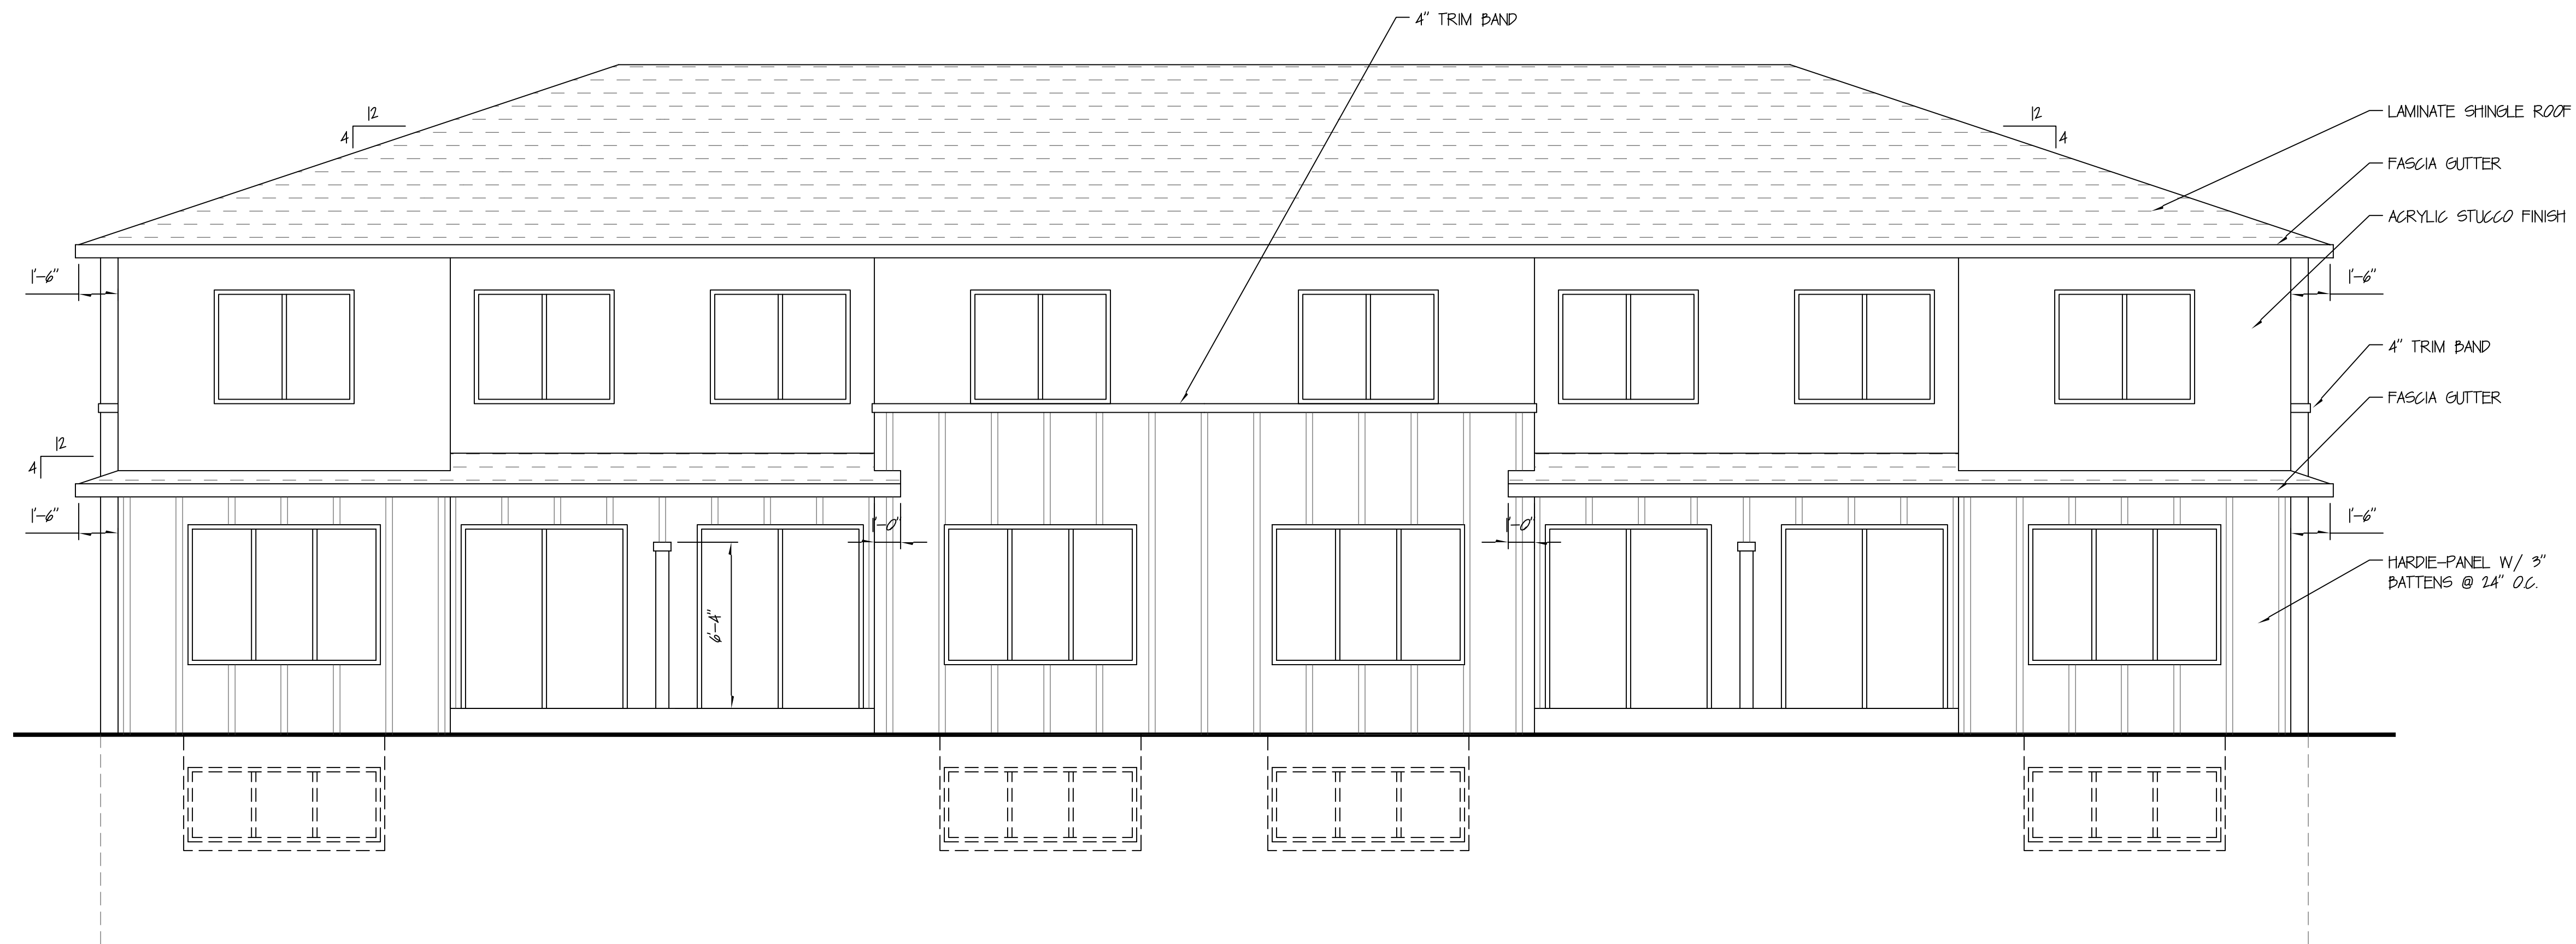 4" TRIM BAND
12
4
12
4
LAMINATE SHINGLE ROOF
FASCIA GUTTER
ACRYLIC STUCCO FINISH
1'-6"
1'-6"
4" TRIM BAND
FASCIA GUTTER
12
4
1'-6"
1'-0"
1'-0"
1'-6"
HARDIE-PANEL W/ 3"
BATTENS @ 24" O.C.
6'-4"